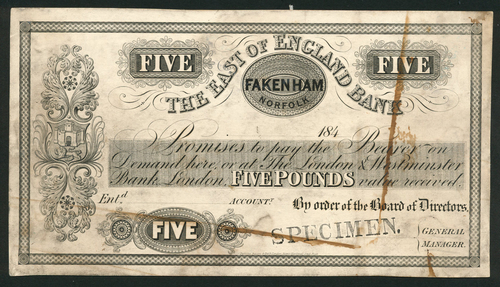 FIVE
FIVE
THE EAST OF ENGLAND BANK
FAKENHAM
NORFOLK
184
Promises to pay the Bearer on
Demand here, or at The London & Westminster
Bank, London, FIVE POUNDS value received.
Ent.d ACCOUNT.t By order of the Board of Directors.
FIVE
SPECIMEN.
GENERAL
MANAGER.